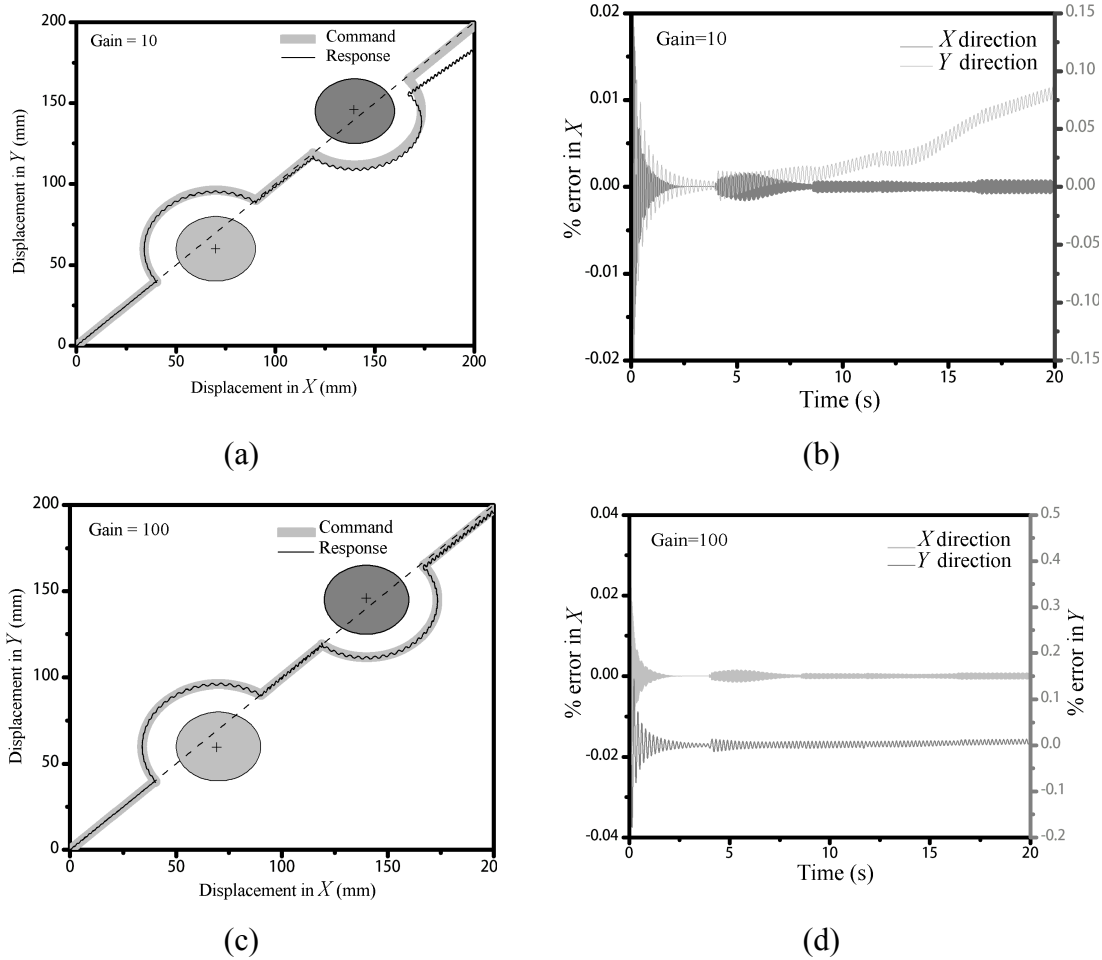 200
150
100
50
0
0
50
100
150
200
Displacement in Y (mm)
Displacement in X (mm)
Gain = 10
Command
Response
(a)
0.02
0.01
0.00
-0.01
-0.02
0.15
0.10
0.05
0.00
-0.05
-0.10
-0.15
0
5
10
15
20
% error in X
Time (s)
Gain=10
X direction
Y direction
(b)
200
150
100
50
0
0
50
100
150
20
Displacement in Y (mm)
Displacement in X (mm)
Gain = 100
Command
Response
(c)
0.04
0.02
0.00
-0.02
-0.04
0.5
0.4
0.3
0.2
0.1
0.0
-0.1
-0.2
0
5
10
15
20
% error in X
% error in Y
Time (s)
Gain=100
X direction
Y direction
(d)